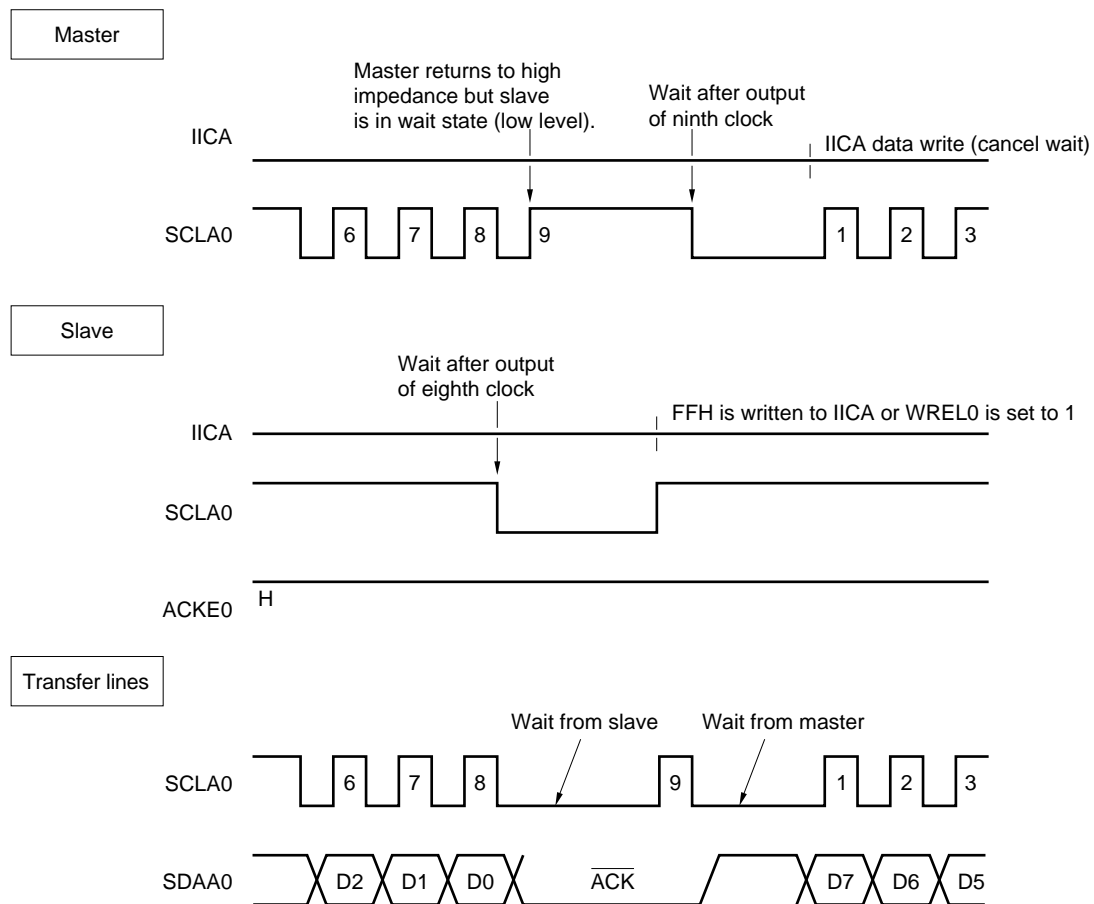 Master
Master returns to high
impedance but slave
is in wait state (low level).
Wait after output
of ninth clock
IICA
IICA data write (cancel wait)
SCLA0
6 7 8 9 1 2 3
Slave
Wait after output
of eighth clock
FFH is written to IICA or WREL0 is set to 1
IICA
SCLA0
H
ACKE0
Transfer lines
Wait from slave Wait from master
SCLA0
6 7 8 9 1 2 3
SDAA0
D2 D1 D0 ACK D7 D6 D5